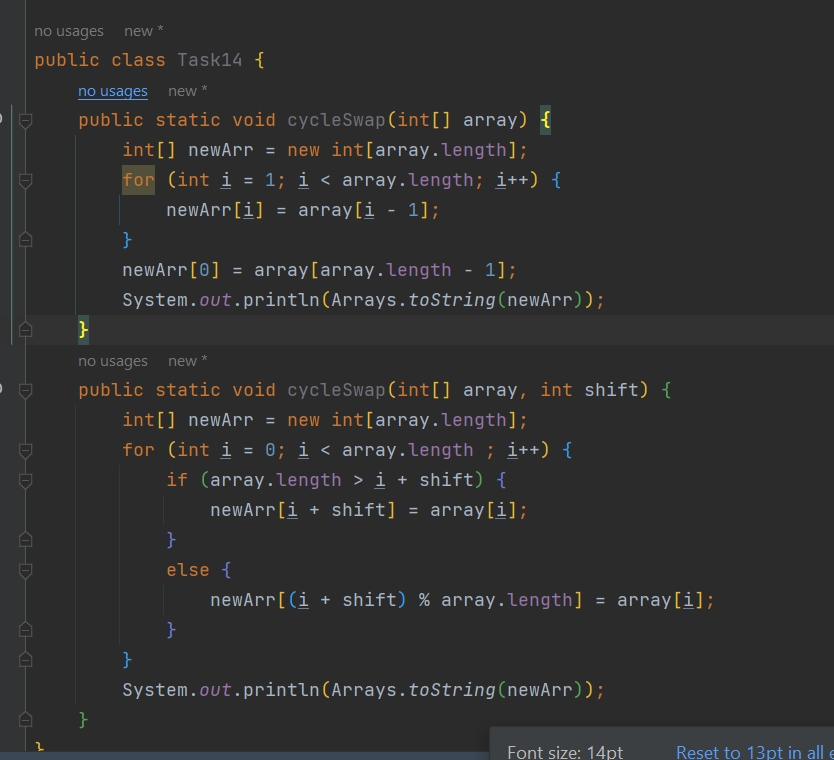 no usages new *
public class Task14 {
no usages new *
public static void cycleSwap(int[] array) {
int[] newArr = new int[array.length];
for (int i = 1; i < array.length; i++) {
newArr[i] = array[i - 1];
}
newArr[0] = array[array.length - 1];
System.out.println(Arrays.toString(newArr));
}
no usages new *
public static void cycleSwap(int[] array, int shift) {
int[] newArr = new int[array.length];
for (int i = 0; i < array.length ; i++) {
if (array.length > i + shift) {
newArr[i + shift] = array[i];
}
else {
newArr[(i + shift) % array.length] = array[i];
}
}
System.out.println(Arrays.toString(newArr));
}
}
Font size: 14pt Reset to 13pt in all